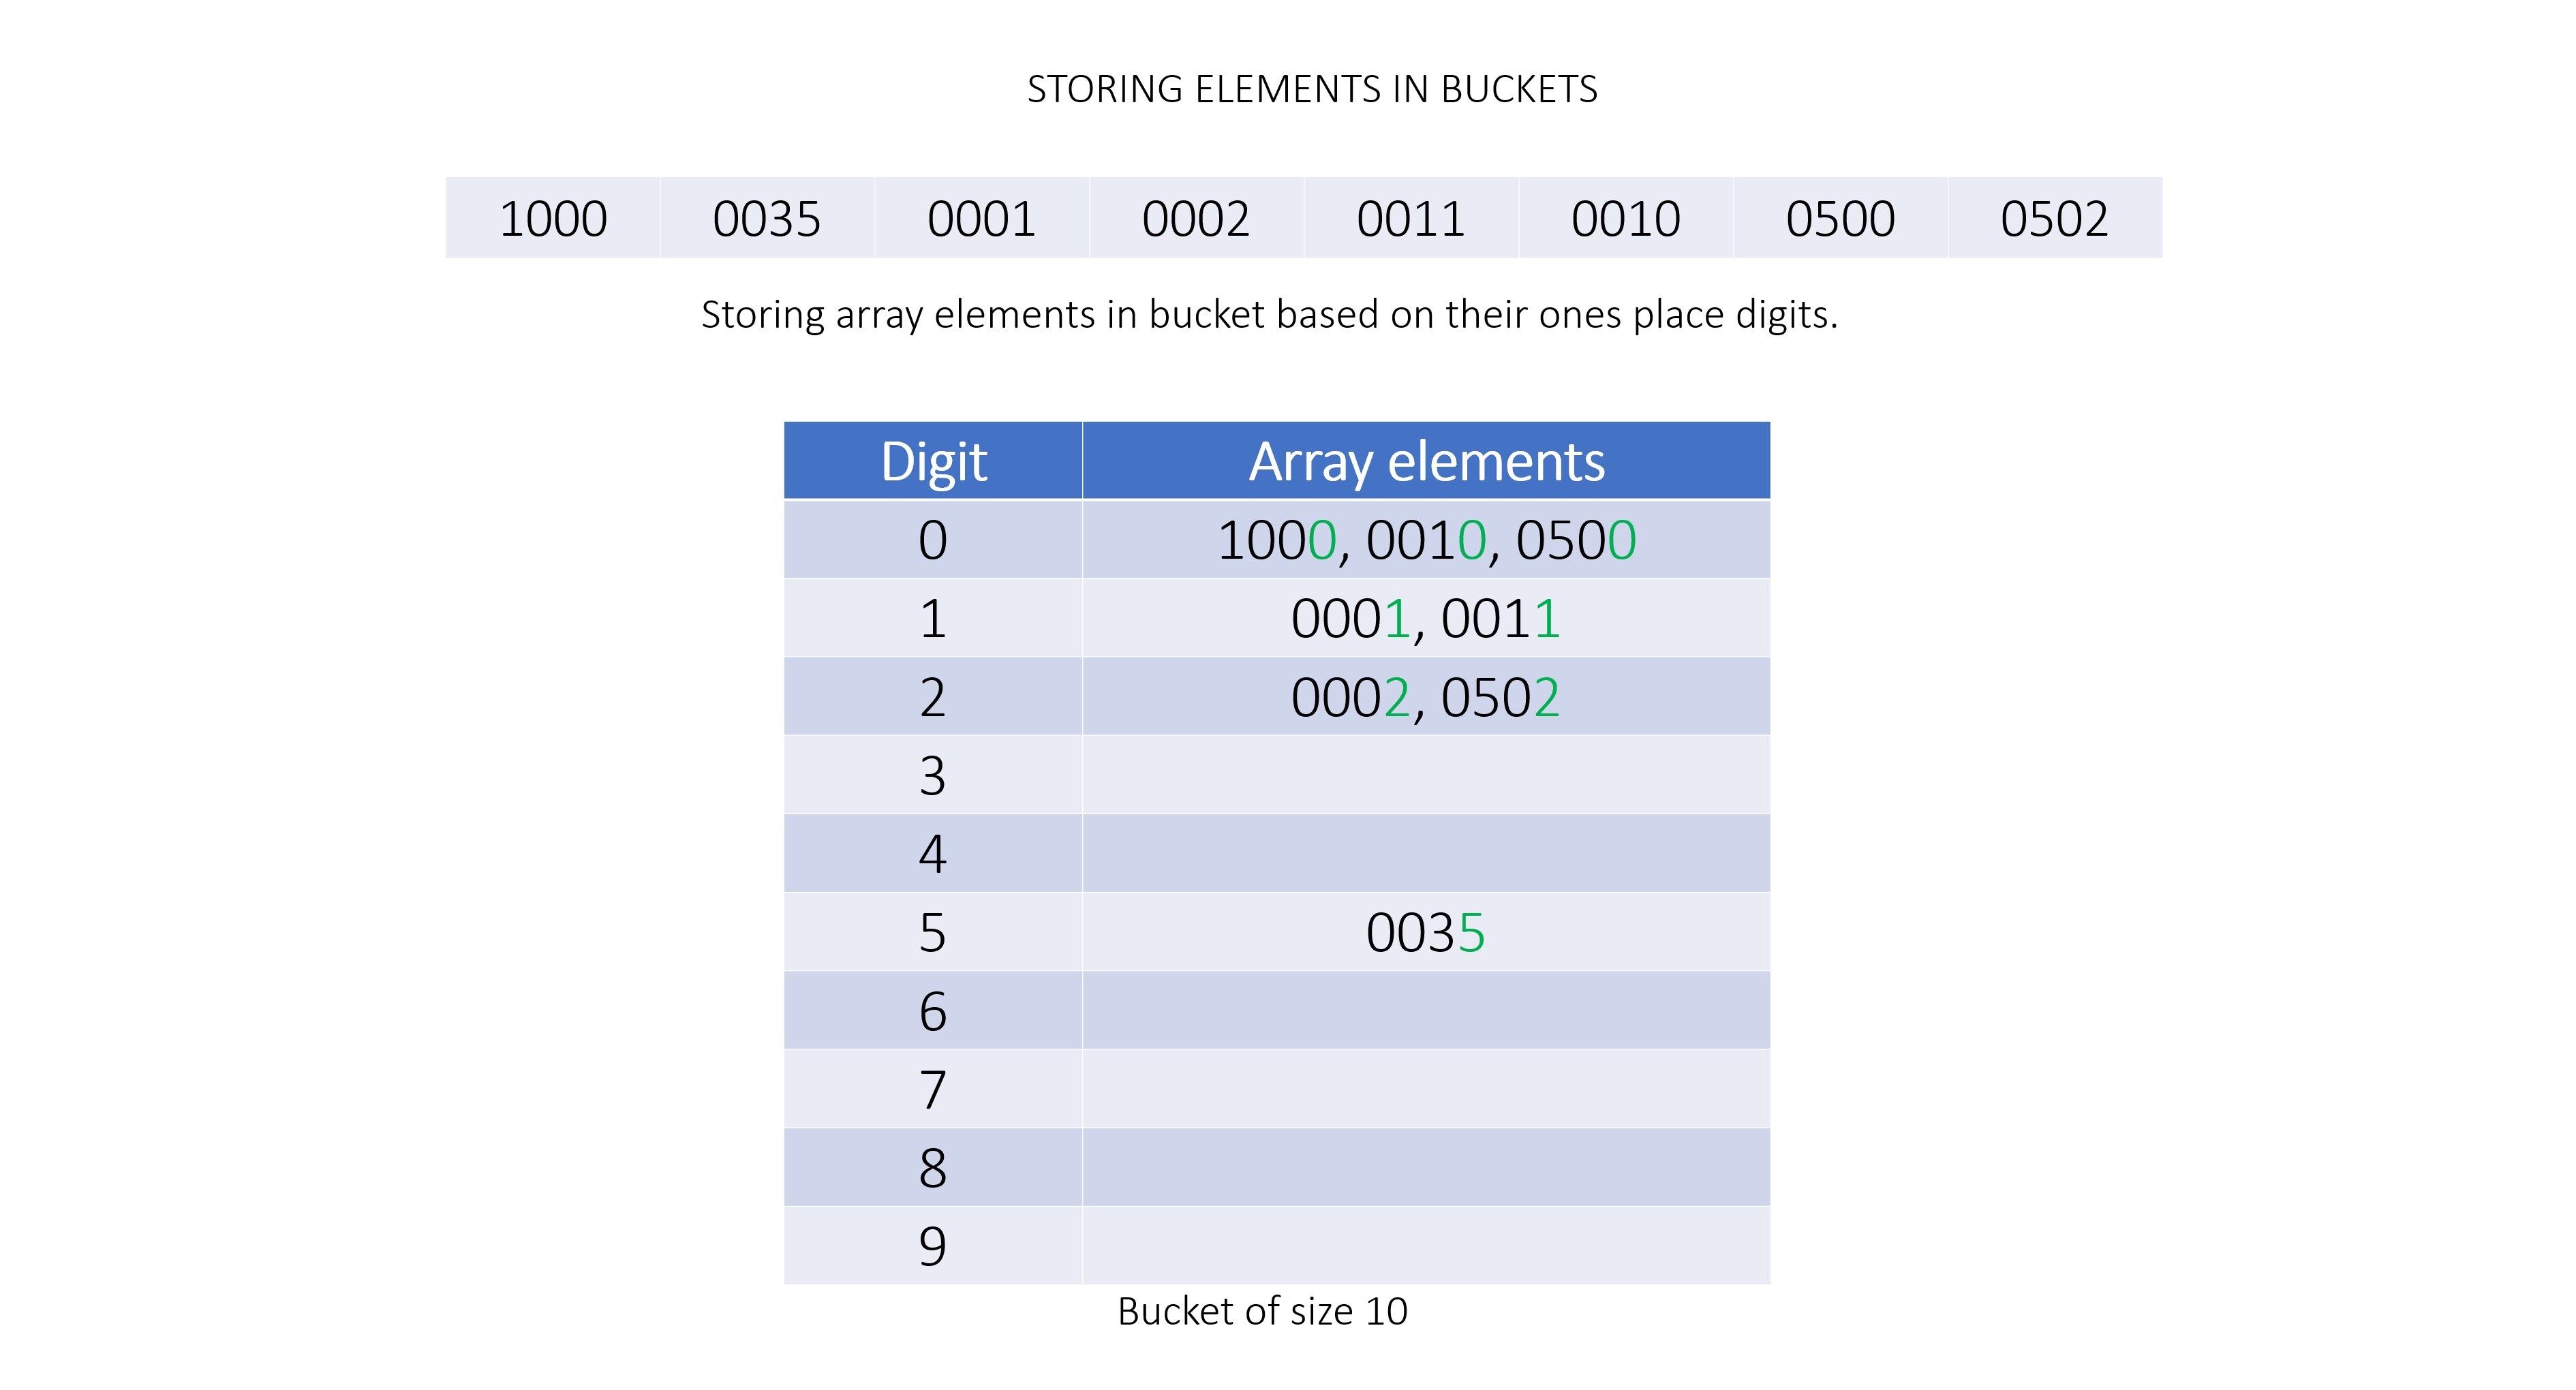 STORING ELEMENTS IN BUCKETS
1000 0035 0001 0002 0011 0010 0500 0502
Storing array elements in bucket based on their ones place digits.
Digit Array elements
0 1000, 0010, 0500
1 0001, 0011
2 0002, 0502
3
4
5 0035
6
7
8
9
Bucket of size 10